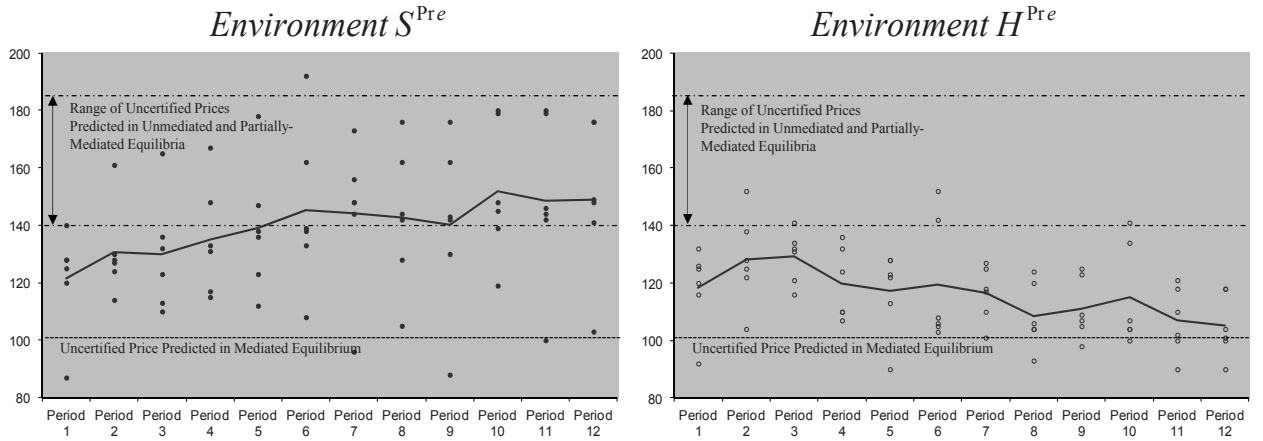 Environment S^Pre
200
180
160
140
120
100
80
Range of Uncertified Prices
Predicted in Unmediated and Partially-
Mediated Equilibria
Uncertified Price Predicted in Mediated Equilibrium
Period Period Period Period Period Period Period Period Period Period Period Period
1 2 3 4 5 6 7 8 9 10 11 12
Environment H^Pre
200
180
160
140
120
100
80
Range of Uncertified Prices
Predicted in Unmediated and Partially-
Mediated Equilibria
Uncertified Price Predicted in Mediated Equilibrium
Period Period Period Period Period Period Period Period Period Period Period Period
1 2 3 4 5 6 7 8 9 10 11 12